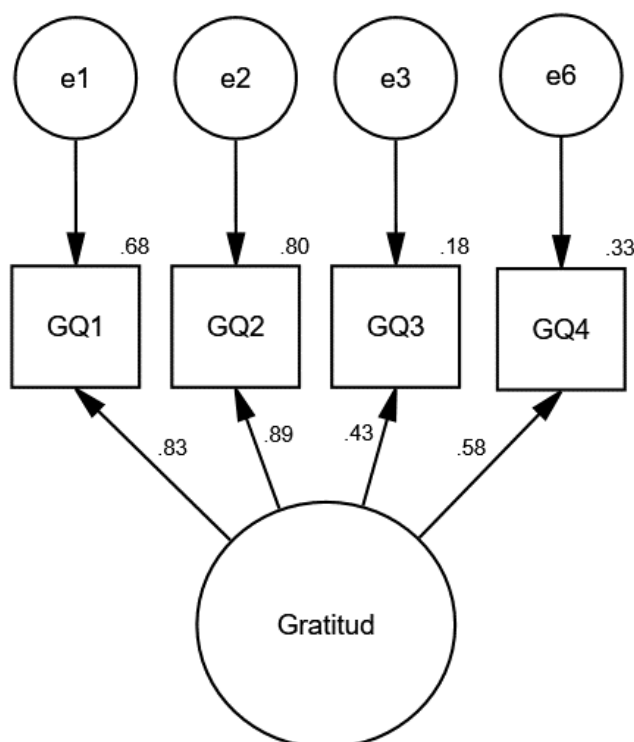 e1 e2 e3 e6
.68 .80 .18 .33
GQ1 GQ2 GQ3 GQ4
.83 .89 .43 .58
Gratitud